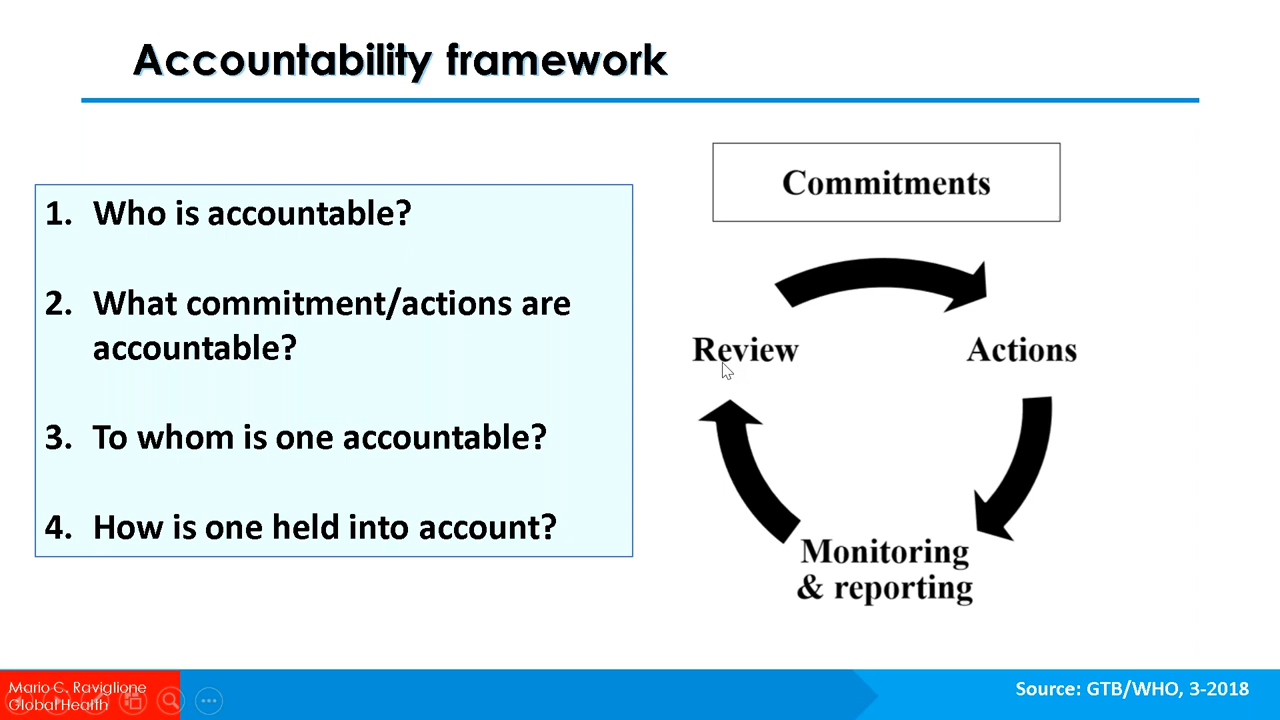 Accountability framework
1. Who is accountable?
2. What commitment/actions are
accountable?
3. To whom is one accountable?
4. How is one held into account?
Commitments
Review
Actions
Monitoring
& reporting
Mario C. Raviglione
Global Health
Source: GTB/WHO, 3-2018